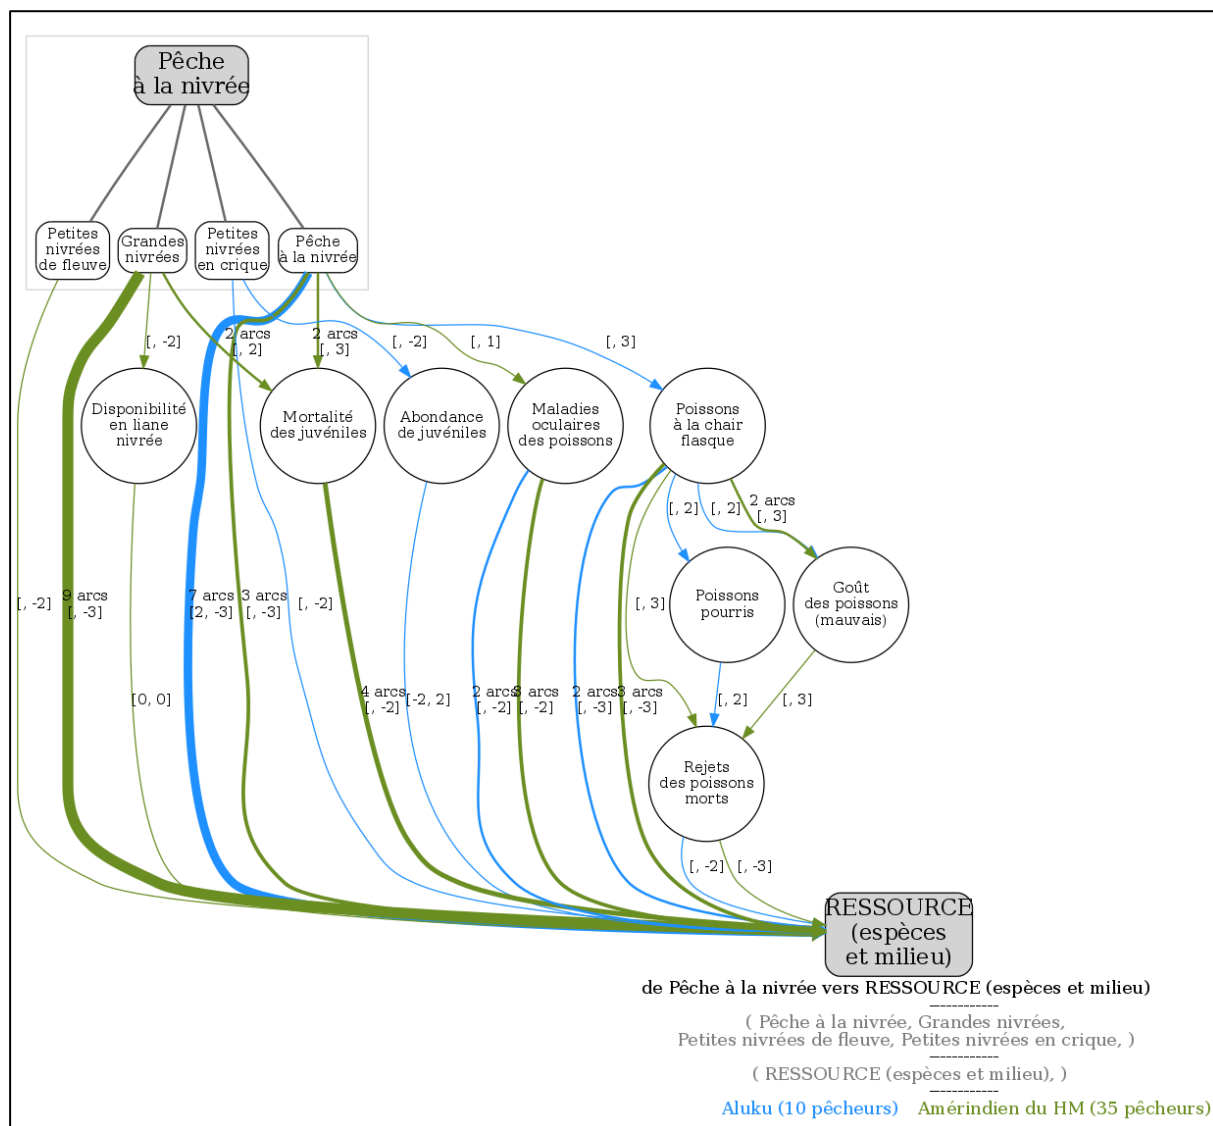 Pêche
à la nivrée
Petites
nivrées
de fleuve
Grandes
nivrées
Petites
nivrées
en crique
Pêche
à la nivrée
[, -2]
2 arcs
[, 2]
2 arcs
[, 3]
[, -2]
[, 1]
[, 3]
Disponibilité
en liane
nivrée
Mortalité
des juvéniles
Abondance
de juvéniles
Maladies
oculaires
des poissons
Poissons
à la chair
flasque
[, 2]
[, 2]
2 arcs
[, 3]
[, -2]
9 arcs
[, -3]
7 arcs
[2, -3]
3 arcs
[, -3]
[, -2]
[, 3]
Poissons
pourris
Goût
des poissons
(mauvais)
[0, 0]
4 arcs
[, -2]
[-2, 2]
2 arcs
[, -2]
3 arcs
[, -2]
2 arcs
[, -3]
3 arcs
[, -3]
[, 2]
[, 3]
Rejets
des poissons
morts
[, -2]
[, -3]
RESSOURCE
(espèces
et milieu)
de Pêche à la nivrée vers RESSOURCE (espèces et milieu)
------------
( Pêche à la nivrée, Grandes nivrées,
Petites nivrées de fleuve, Petites nivrées en crique, )
------------
( RESSOURCE (espèces et milieu), )
------------
Aluku (10 pêcheurs) Amérindien du HM (35 pêcheurs)